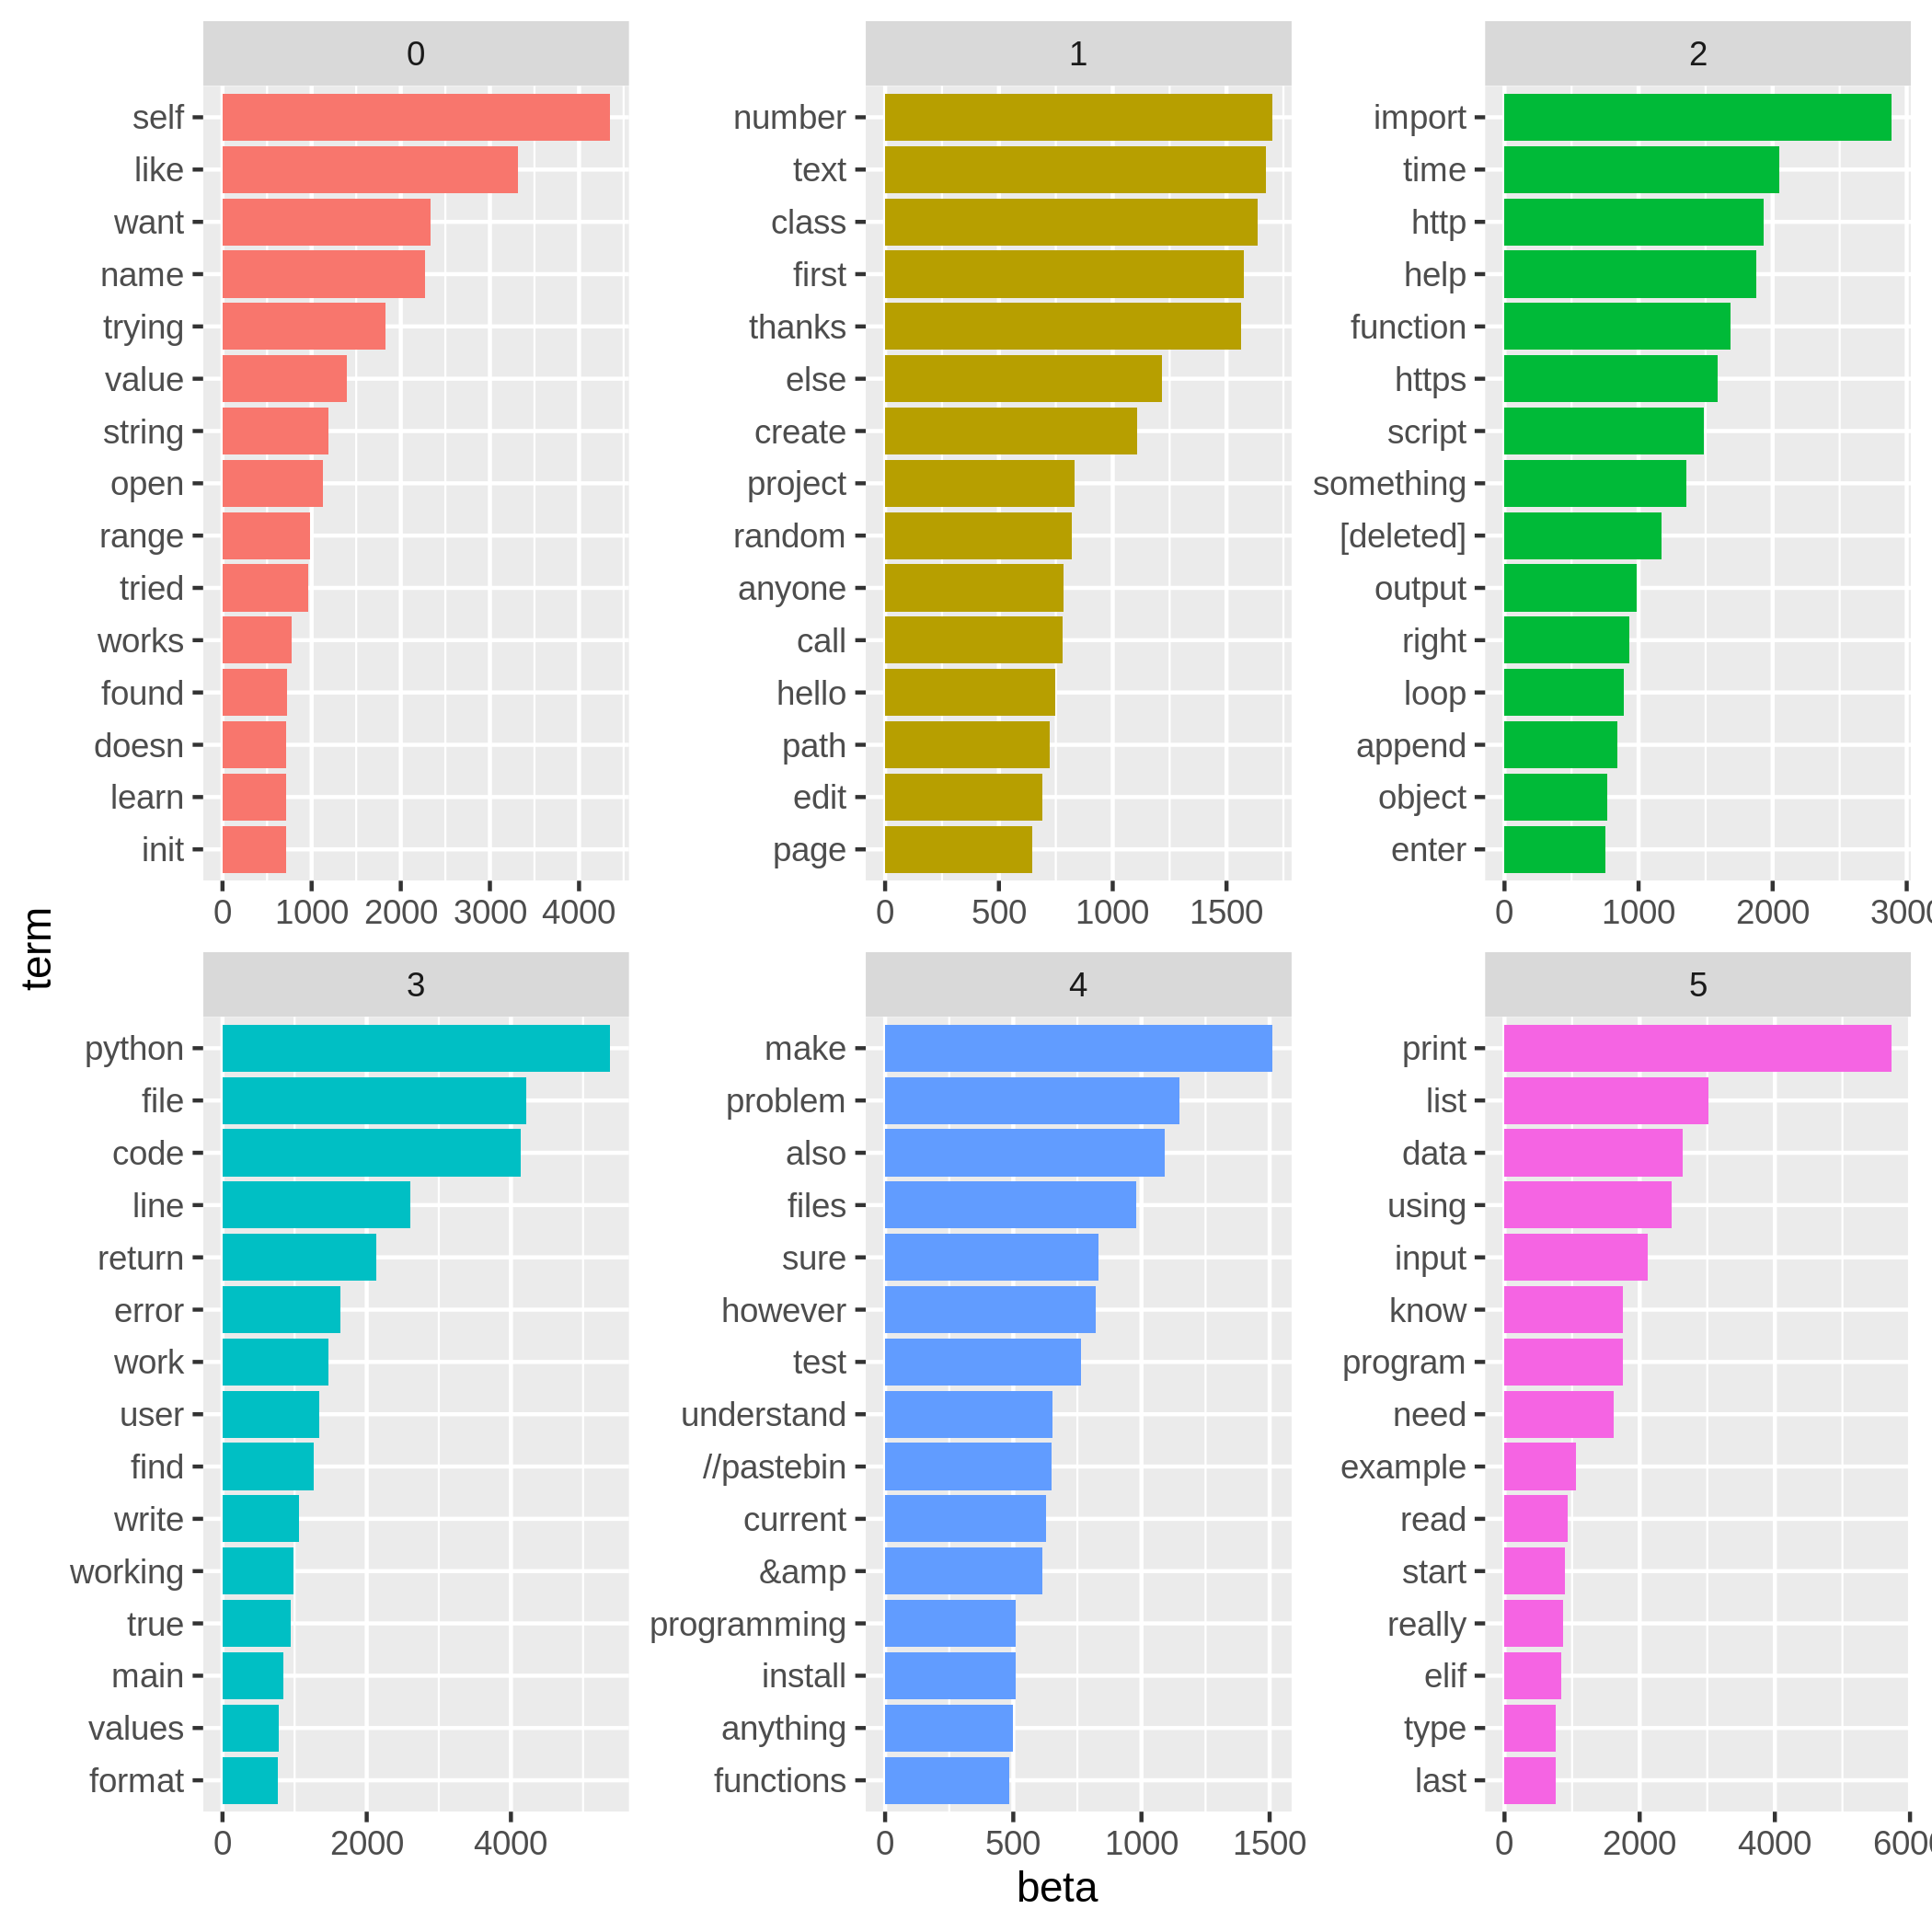 0
self
like
want
name
trying
value
string
open
range
tried
works
found
doesn
learn
init
0 1000 2000 3000 4000
1
number
text
class
first
thanks
else
create
project
random
anyone
call
hello
path
edit
page
0 500 1000 1500
2
import
time
http
help
function
https
script
something
[deleted]
output
right
loop
append
object
enter
0 1000 2000 3000
term
3
python
file
code
line
return
error
work
user
find
write
working
true
main
values
format
0 2000 4000
4
make
problem
also
files
sure
however
test
understand
//pastebin
current
&amp
programming
install
anything
functions
0 500 1000 1500
5
print
list
data
using
input
know
program
need
example
read
start
really
elif
type
last
0 2000 4000 6000
beta